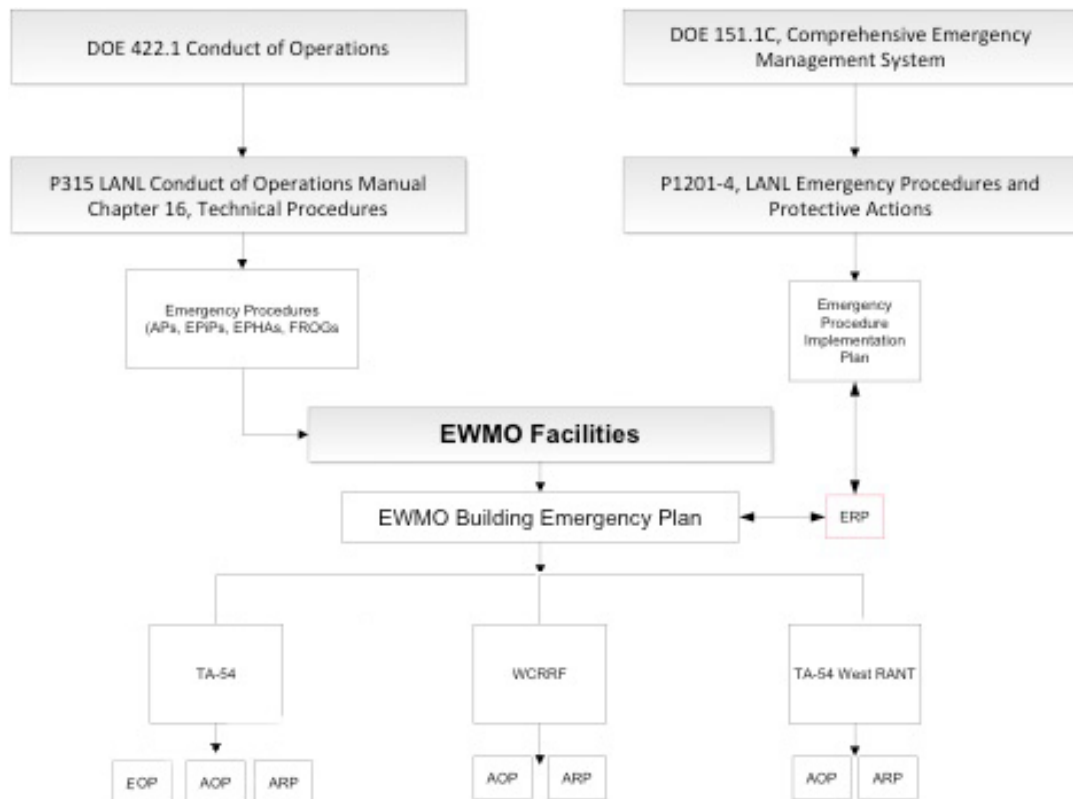 DOE 422.1 Conduct of Operations
DOE 151.1C, Comprehensive Emergency
Management System
P315 LANL Conduct of Operations Manual
Chapter 16, Technical Procedures
P1201-4, LANL Emergency Procedures and
Protective Actions
Emergency Procedures
(APs, EPiPs, EPHAs, FROGs
Emergency
Procedure
Implementation
Plan
EWMO Facilities
EWMO Building Emergency Plan
ERP
TA-54
WCRRF
TA-54 West RANT
EOP
AOP
ARP
AOP
ARP
AOP
ARP